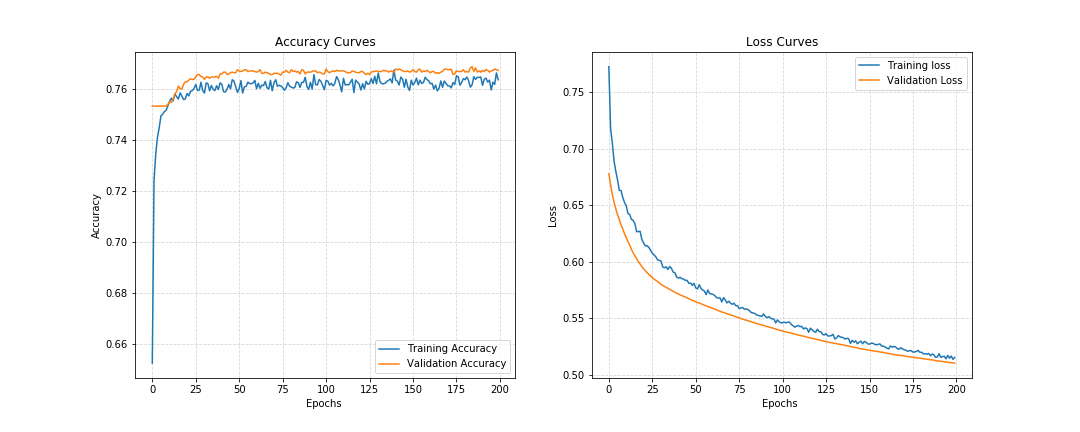 Accuracy Curves
Accuracy
0.76
0.74
0.72
0.70
0.68
0.66
0 25 50 75 100 125 150 175 200
Epochs
Training Accuracy
Validation Accuracy
Loss Curves
Loss
0.75
0.70
0.65
0.60
0.55
0.50
0 25 50 75 100 125 150 175 200
Epochs
Training loss
Validation Loss